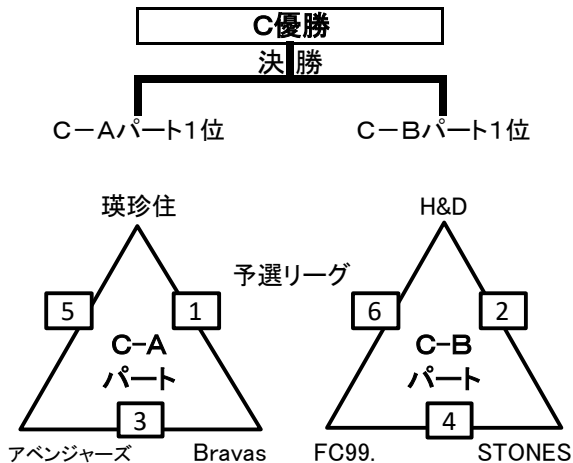 C優勝
決勝
C－Aパート1位
C－Bパート1位
瑛珍住
H&D
予選リーグ
5
1
6
2
C-A
パート
C-B
パート
3
4
アベンジャーズ
Bravas
FC99.
STONES